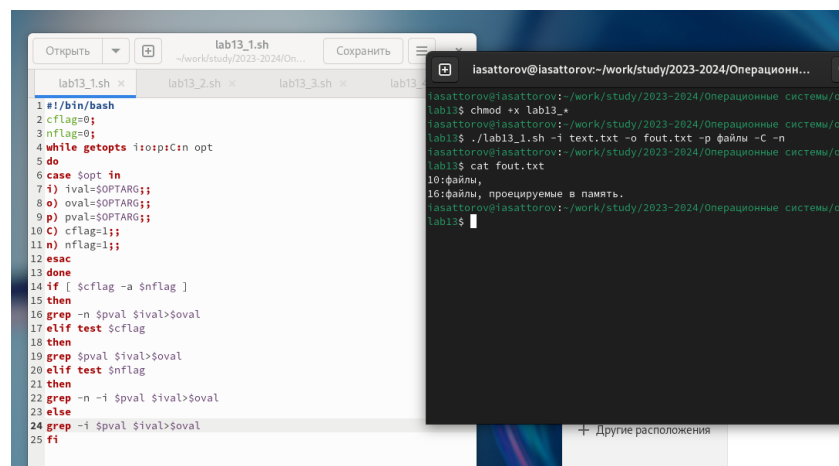 Открыть
lab13_1.sh
~/work/study/2023-2024/Оп...
Сохранить
lab13_1.sh ×
lab13_2.sh ×
lab13_3.sh ×
lab13_4
1 #!/bin/bash
2 cflag=0;
3 nflag=0;
4 while getopts i:o:p:C:n opt
5 do
6 case $opt in
7 i) ival=$OPTARG;;
8 o) oval=$OPTARG;;
9 p) pval=$OPTARG;;
10 C) cflag=1;;
11 n) nflag=1;;
12 esac
13 done
14 if [ $cflag -a $nflag ]
15 then
16 grep -n $pval $ival>$oval
17 elif test $cflag
18 then
19 grep $pval $ival>$oval
20 elif test $nflag
21 then
22 grep -n -i $pval $ival>$oval
23 else
24 grep -i $pval $ival>$oval
25 fi
iasattorov@iasattorov:~/work/study/2023-2024/Операционн...
iasattorov@iasattorov:~/work/study/2023-2024/Операционные системы/o
lab13$ chmod +x lab13_*
iasattorov@iasattorov:~/work/study/2023-2024/Операционные системы/o
lab13$ ./lab13_1.sh -i text.txt -o fout.txt -p файлы -C -n
iasattorov@iasattorov:~/work/study/2023-2024/Операционные системы/o
lab13$ cat fout.txt
10:файлы,
16:файлы, проецируемые в память.
iasattorov@iasattorov:~/work/study/2023-2024/Операционные системы/o
lab13$
+ Другие расположения